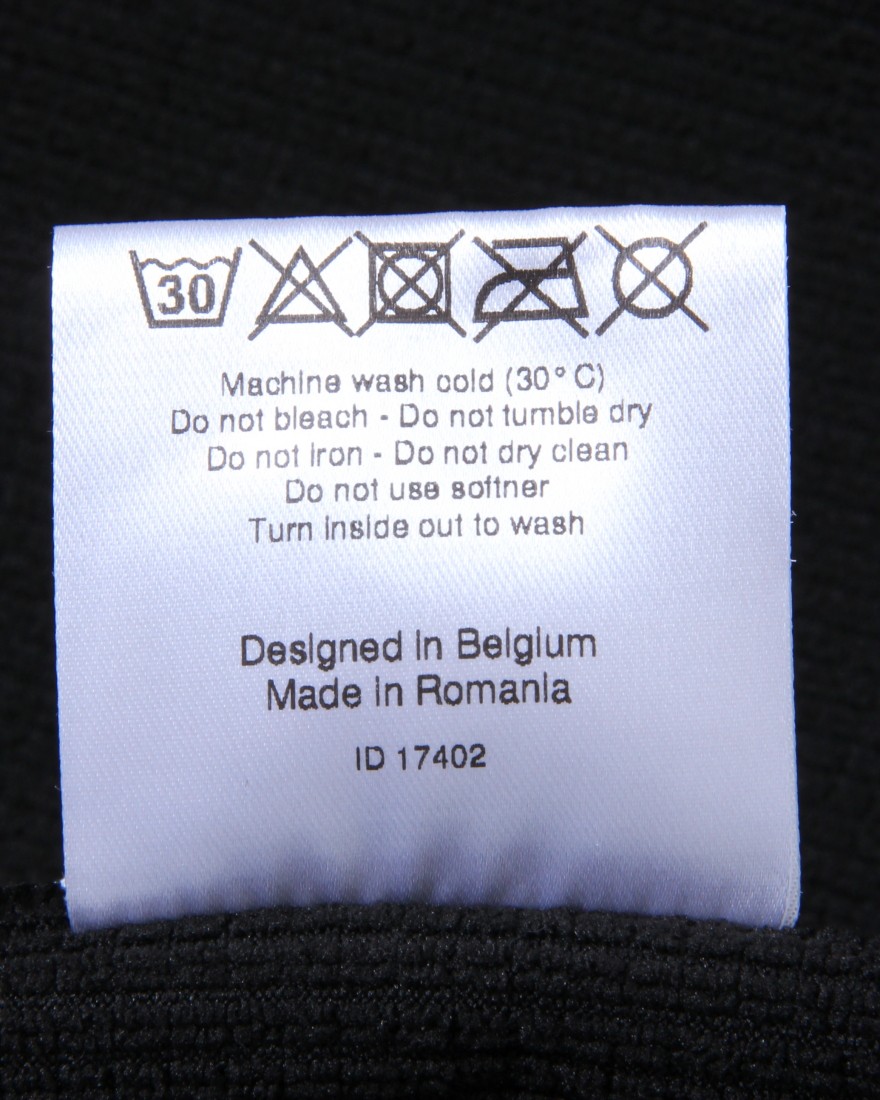 30
Machine wash cold (30° C)
Do not bleach - Do not tumble dry
Do not iron - Do not dry clean
Do not use softner
Turn inside out to wash
Designed in Belgium
Made in Romania
ID 17402